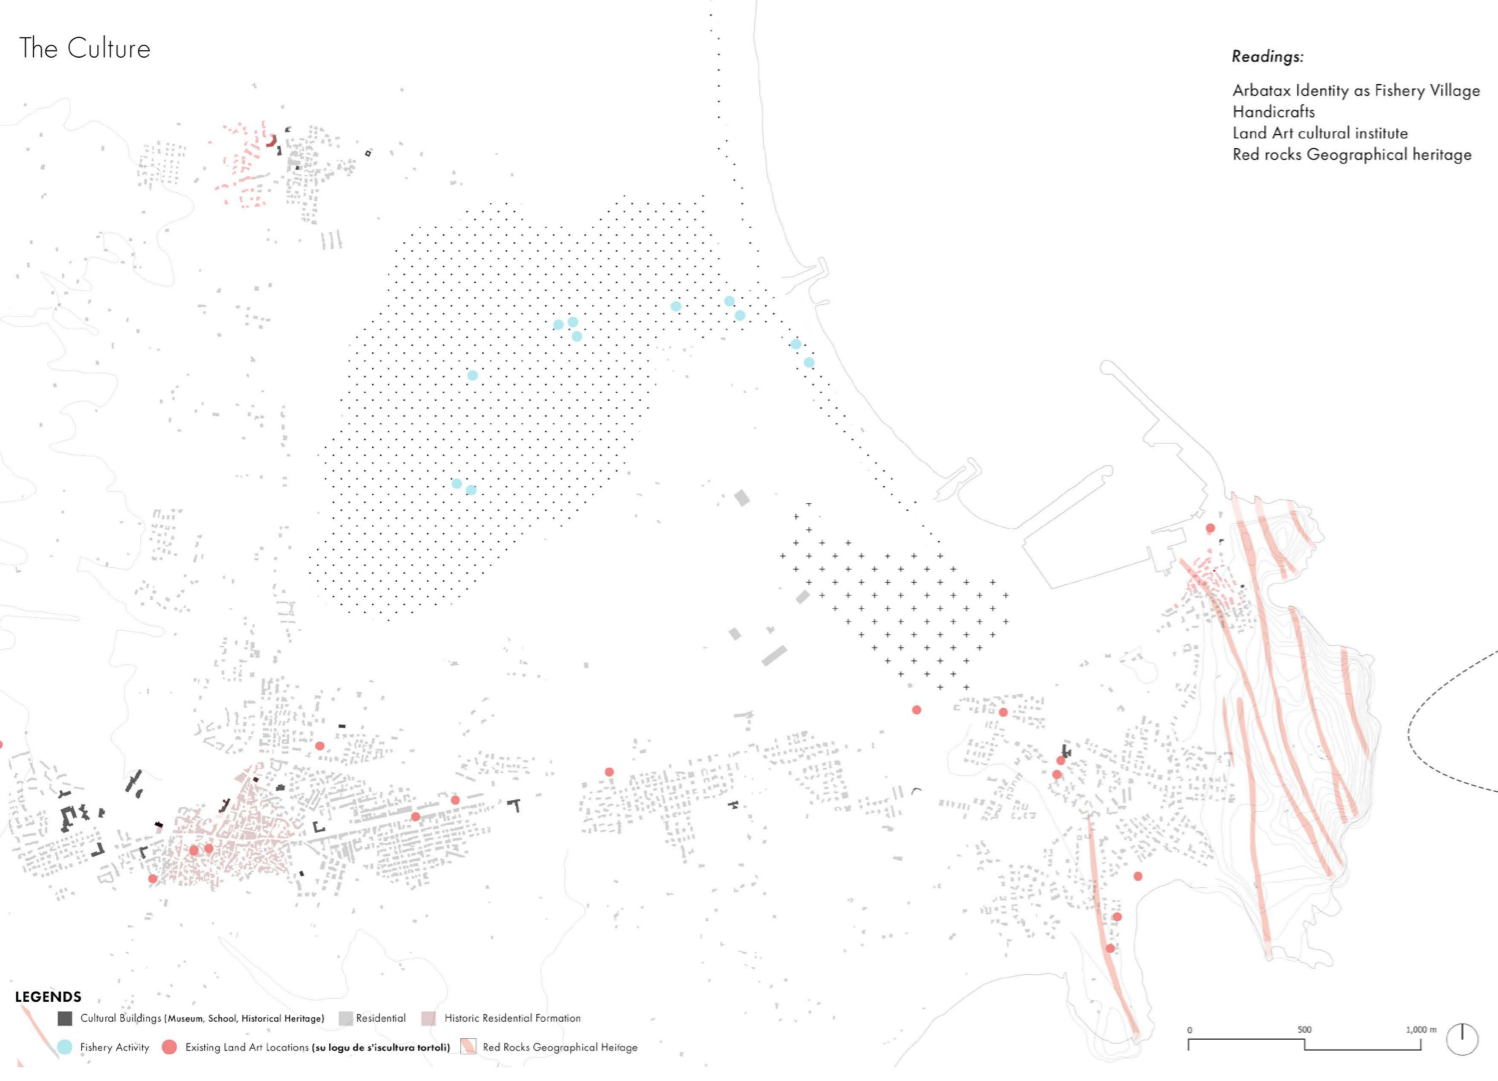 The Culture
Readings:
Arbatax Identity as Fishery Village
Handicrafts
Land Art cultural institute
Red rocks Geographical heritage
LEGENDS
Cultural Buildings (Museum, School, Historical Heritage)
Residential
Historic Residential Formation
Fishery Activity
Existing Land Art Locations (su logu de s'iscultura tortoli)
Red Rocks Geographical Heritage
0 500 1,000 m